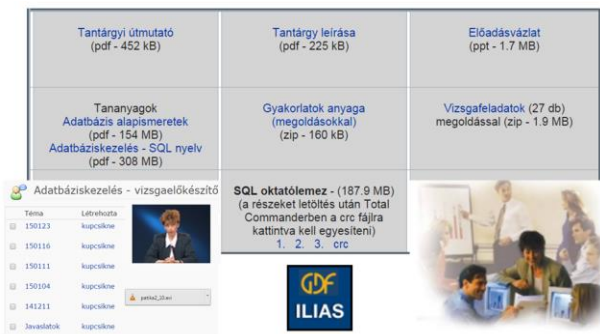 Tantárgyi útmutató
(pdf - 452 kB)
Tantárgy leírása
(pdf - 225 kB)
Előadásvázlat
(ppt - 1.7 MB)
Tananyagok
Adatbázis alapismeretek
(pdf - 154 MB)
Adatbáziskezelés - SQL nyelv
(pdf - 308 MB)
Gyakorlatok anyaga
(megoldásokkal)
(zip - 160 kB)
Vizsgafeladatok (27 db)
megoldással (zip - 1.9 MB)
SQL oktatólemez - (187.9 MB)
(a részeket letöltés után Total
Commanderben a crc fájlra
kattintva kell egyesíteni)
1. 2. 3. crc
Adatbáziskezelés - vizsgaelőkészítő
Téma Létrehozta
150123 kupcsikne
150116 kupcsikne
150111 kupcsikne
150104 kupcsikne
141211 kupcsikne
Javaslatok kupcsikne
GDF
ILIAS